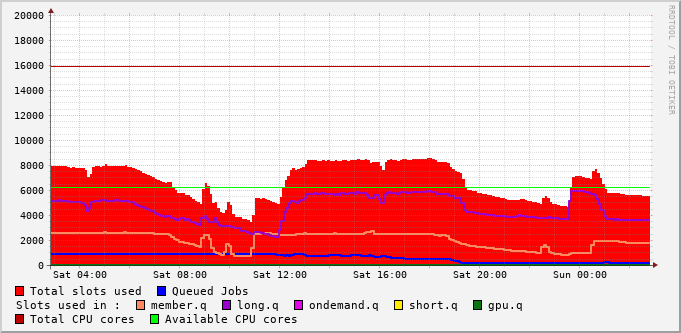 RRDTOOL / TOBI OETIKER
20000
18000
16000
14000
12000
10000
8000
6000
4000
2000
0
Sat 04:00 Sat 08:00 Sat 12:00 Sat 16:00 Sat 20:00 Sun 00:00
Total slots used Queued Jobs
Slots used in : member.q long.q ondemand.q short.q gpu.q
Total CPU cores Available CPU cores